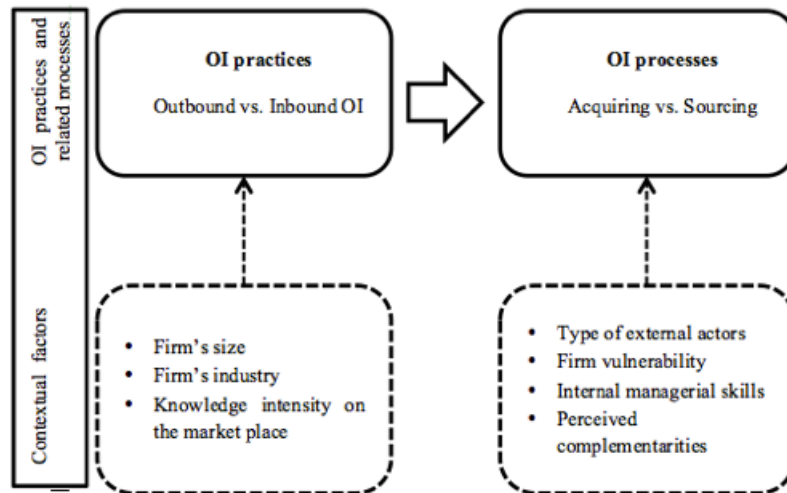 OI practices and
related processes
OI practices
Outbound vs. Inbound OI
OI processes
Acquiring vs. Sourcing
Contextual factors
• Firm's size
• Firm's industry
• Knowledge intensity on
the market place
• Type of external actors
• Firm vulnerability
• Internal managerial skills
• Perceived
complementarities